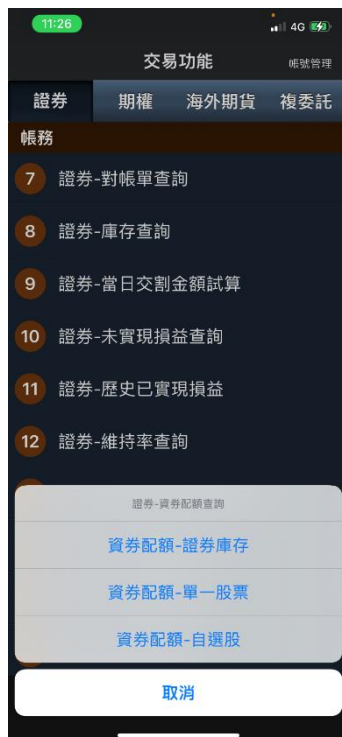 11:26
4G
交易功能
帳號管理
證券 期權 海外期貨 複委託
帳務
7 證券-對帳單查詢
8 證券-庫存查詢
9 證券-當日交割金額試算
10 證券-未實現損益查詢
11 證券-歷史已實現損益
12 證券-維持率查詢
證券-資券配額查詢
資券配額-證券庫存
資券配額-單一股票
資券配額-自選股
取消